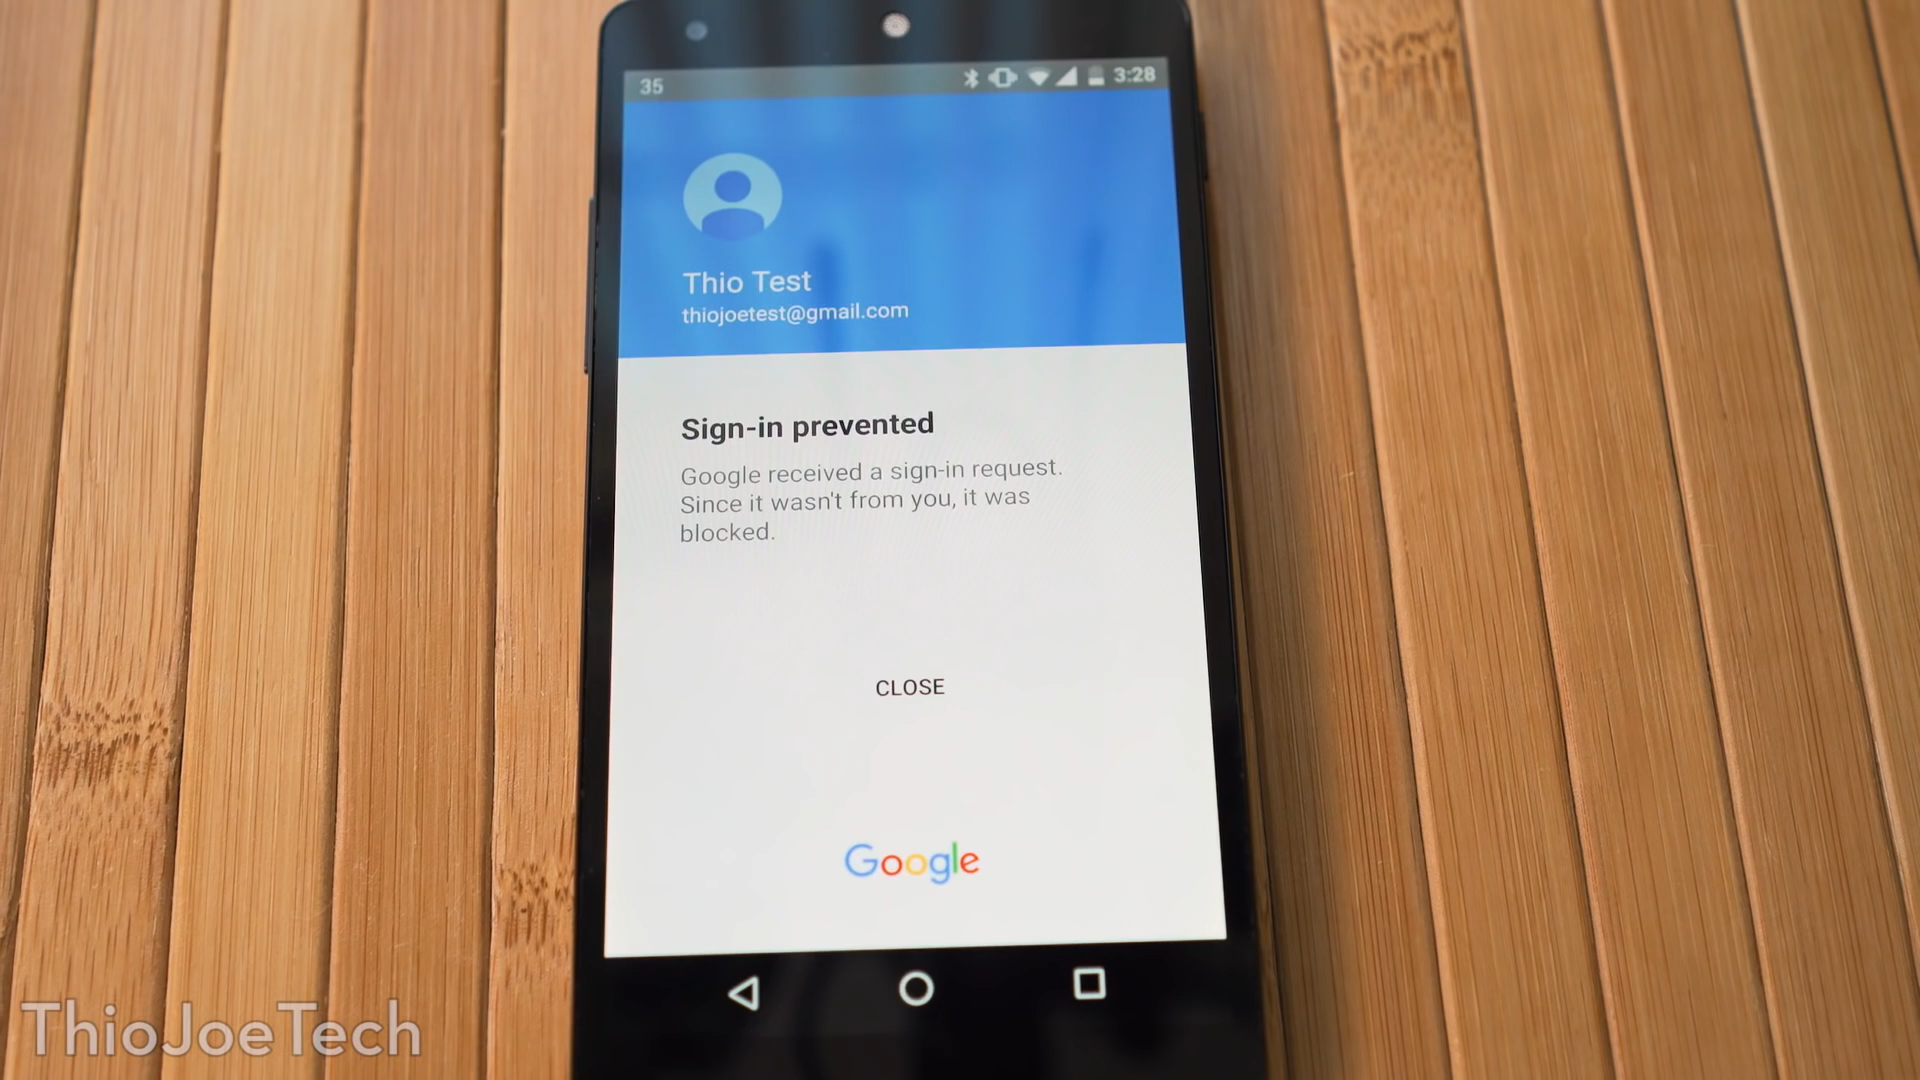 35
3:28
Thio Test
thiojoetest@gmail.com
Sign-in prevented
Google received a sign-in request.
Since it wasn't from you, it was
blocked.
CLOSE
Google
ThioJoeTech